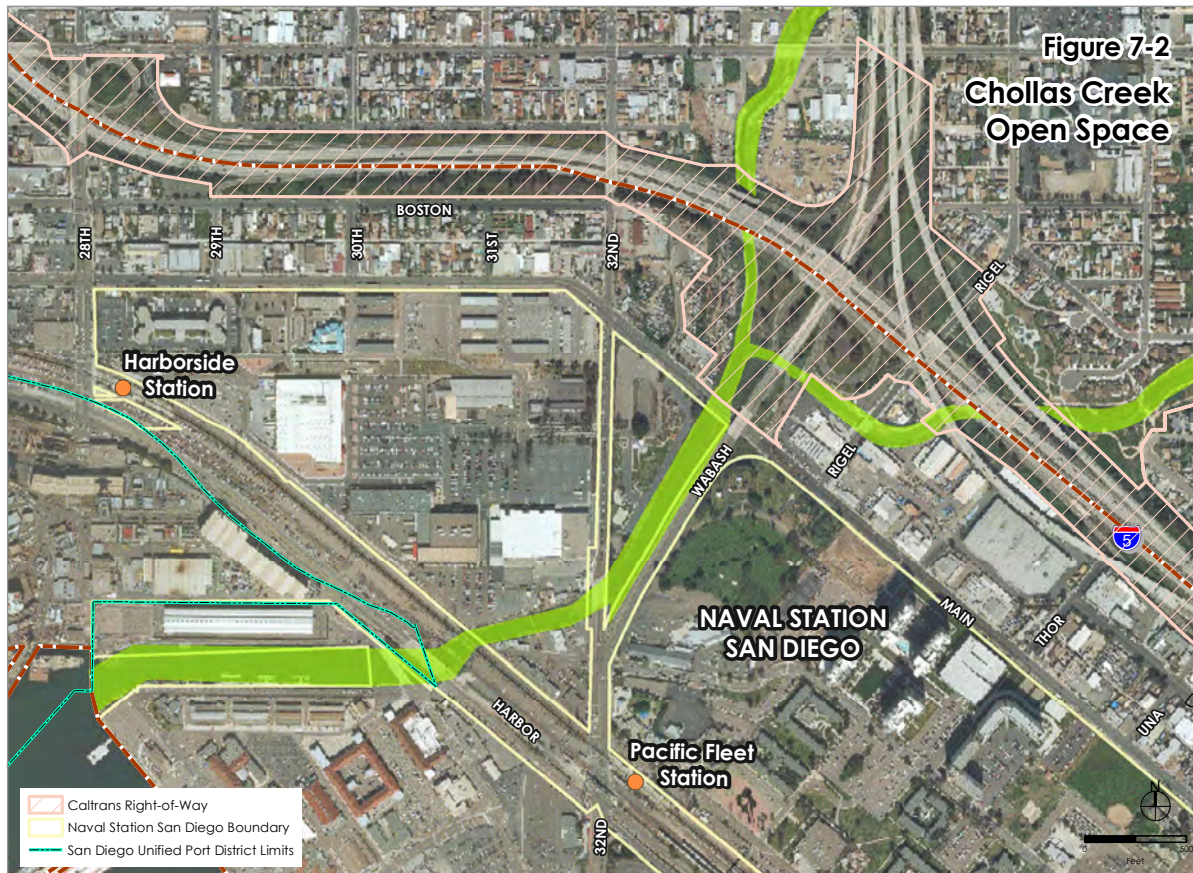 Figure 7-2
Chollas Creek
Open Space
BOSTON
28TH
29TH
30TH
31ST
32ND
RIGEL
Harborside
Station
WABASH
RIGEL
5
NAVAL STATION
SAN DIEGO
MAIN
THOR
UNA
HARBOR
Pacific Fleet
Station
32ND
N
Caltrans Right-of-Way
Naval Station San Diego Boundary
San Diego Unified Port District Limits
0 500
Feet